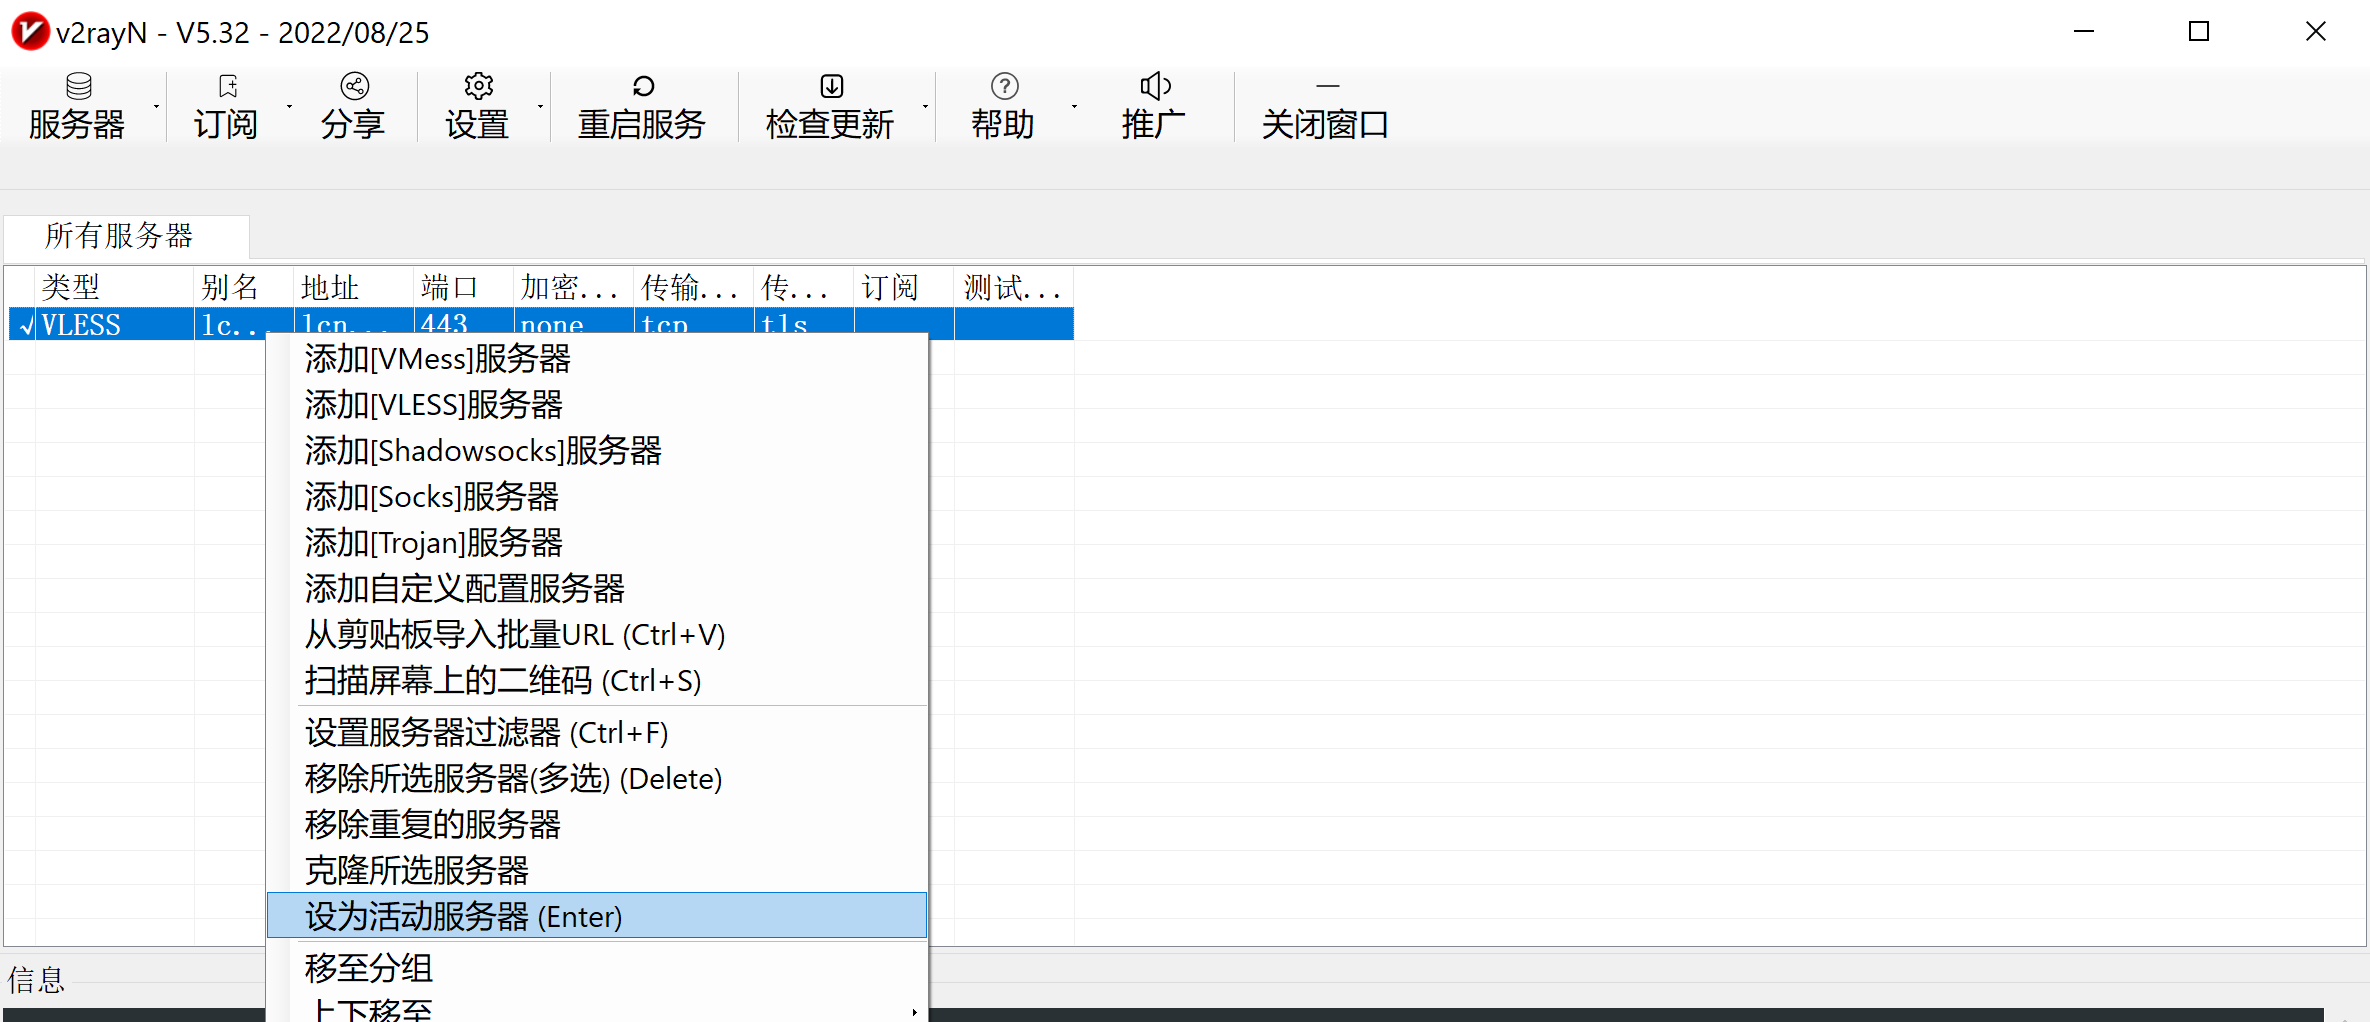 v2rayN - V5.32 - 2022/08/25
服务器 订阅 分享 设置 重启服务 检查更新 帮助 推广 关闭窗口
所有服务器
类型 别名 地址 端口 加密... 传输... 传... 订阅 测试...
√ VLESS 1c... 1cn... 443 none tcp tls
添加[VMess]服务器
添加[VLESS]服务器
添加[Shadowsocks]服务器
添加[Socks]服务器
添加[Trojan]服务器
添加自定义配置服务器
从剪贴板导入批量URL (Ctrl+V)
扫描屏幕上的二维码 (Ctrl+S)
设置服务器过滤器 (Ctrl+F)
移除所选服务器(多选) (Delete)
移除重复的服务器
克隆所选服务器
设为活动服务器 (Enter)
移至分组
上下移至
信息